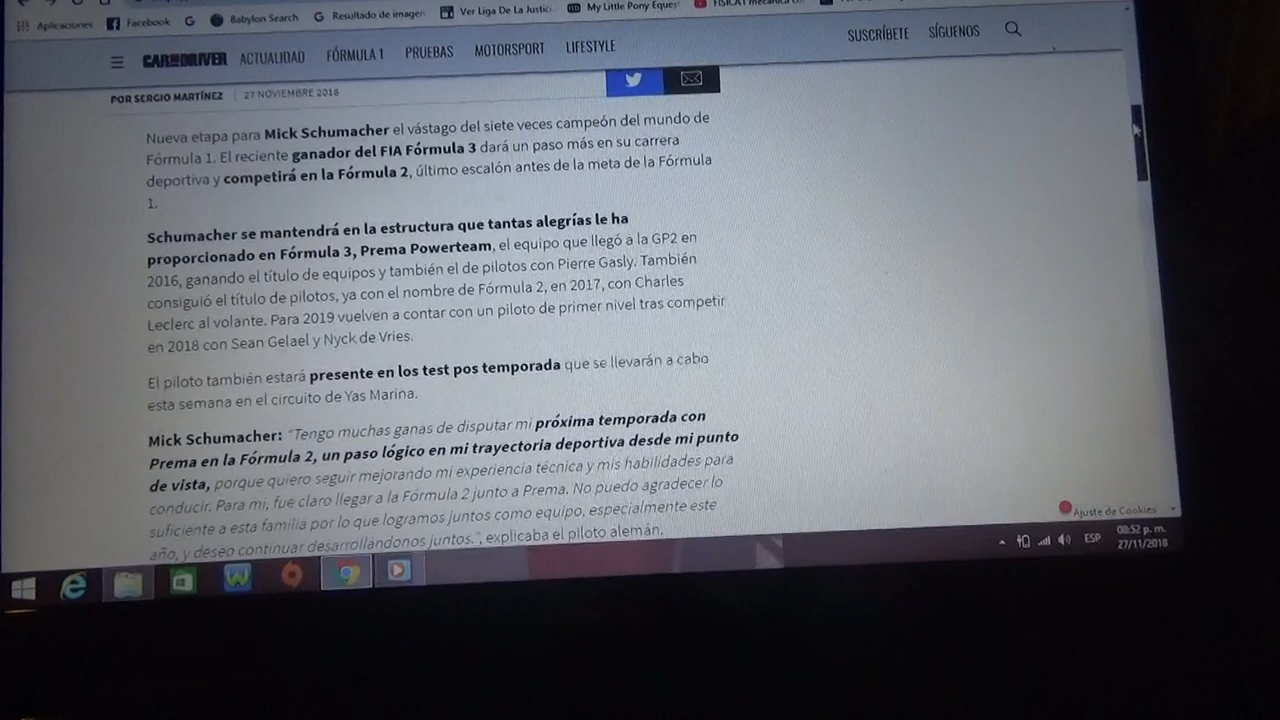 Aplicaciones Facebook G Babylon Search G Resultado de imagen Ver Liga De La Justici. My Little Pony Eques
CAR AND DRIVER ACTUALIDAD FÓRMULA 1 PRUEBAS MOTORSPORT LIFESTYLE SUSCRÍBETE SÍGUENOS
POR SERGIO MARTÍNEZ | 27 NOVIEMBRE 2018
Nueva etapa para Mick Schumacher el vástago del siete veces campeón del mundo de
Fórmula 1. El reciente ganador del FIA Fórmula 3 dará un paso más en su carrera
deportiva y competirá en la Fórmula 2, último escalón antes de la meta de la Fórmula
1.
Schumacher se mantendrá en la estructura que tantas alegrías le ha
proporcionado en Fórmula 3, Prema Powerteam, el equipo que llegó a la GP2 en
2016, ganando el título de equipos y también el de pilotos con Pierre Gasly. También
consiguió el título de pilotos, ya con el nombre de Fórmula 2, en 2017, con Charles
Leclerc al volante. Para 2019 vuelven a contar con un piloto de primer nivel tras competir
en 2018 con Sean Gelael y Nyck de Vries.
El piloto también estará presente en los test pos temporada que se llevarán a cabo
esta semana en el circuito de Yas Marina.
Mick Schumacher: "Tengo muchas ganas de disputar mi próxima temporada con
Prema en la Fórmula 2, un paso lógico en mi trayectoria deportiva desde mi punto
de vista, porque quiero seguir mejorando mi experiencia técnica y mis habilidades para
conducir. Para mi, fue claro llegar a la Fórmula 2 junto a Prema. No puedo agradecer lo
suficiente a esta familia por lo que logramos juntos como equipo, especialmente este
año, y deseo continuar desarrollándonos juntos.", explicaba el piloto alemán.
Ajuste de Cookies
ESP 08:52 p. m.
27/11/2018